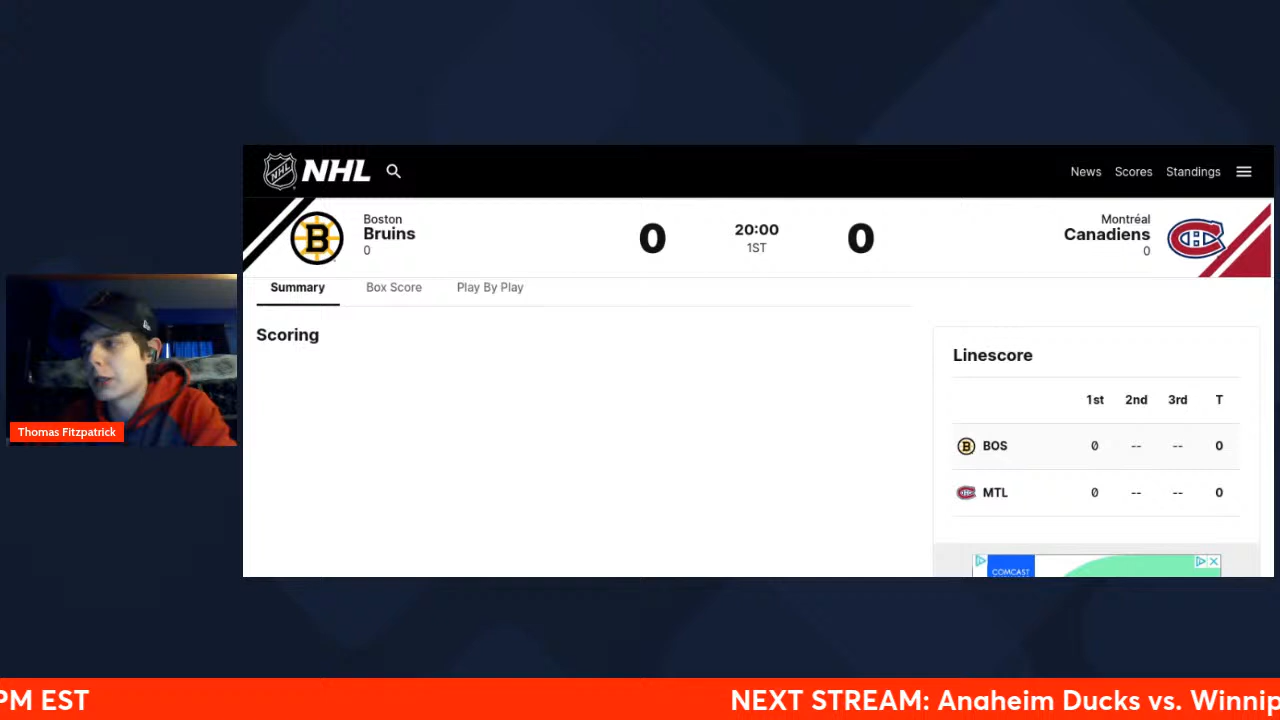 NHL
News Scores Standings
Boston
Bruins
0
0
20:00
1ST
0
Montréal
Canadiens
0
Summary Box Score Play By Play
Scoring
Linescore
1st 2nd 3rd T
BOS 0 -- -- 0
MTL 0 -- -- 0
COMCAST
Thomas Fitzpatrick
PM EST NEXT STREAM: Anaheim Ducks vs. Winnip